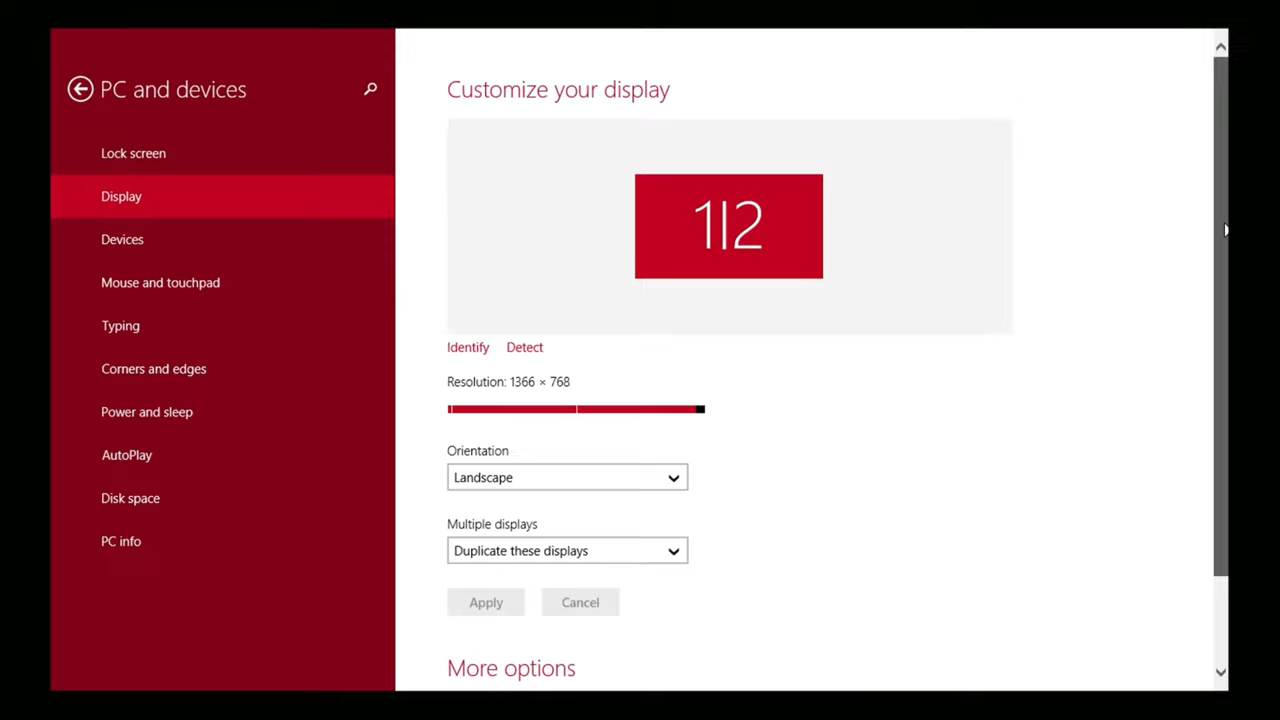 PC and devices
Lock screen
Display
Devices
Mouse and touchpad
Typing
Corners and edges
Power and sleep
AutoPlay
Disk space
PC info
Customize your display
1|2
Identify Detect
Resolution: 1366 × 768
Orientation
Landscape
Multiple displays
Duplicate these displays
Apply Cancel
More options